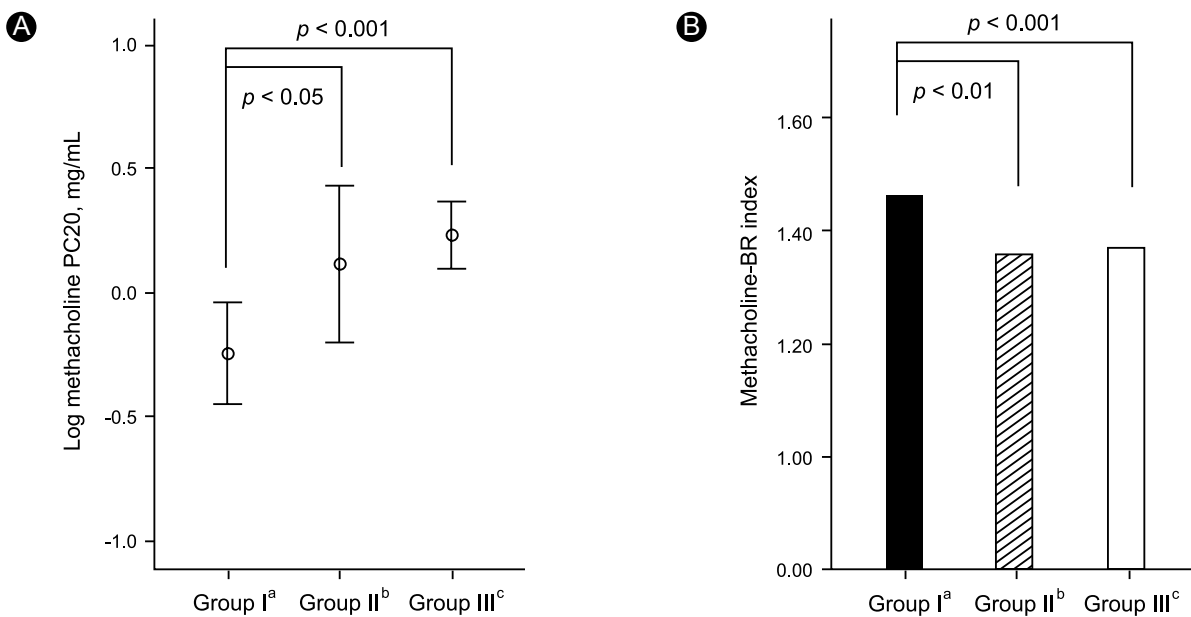 A
p < 0.001
p < 0.05
Log methacholine PC20, mg/mL
1.0
0.5
0.0
-0.5
-1.0
Group Iᵃ Group IIᵇ Group IIIᶜ
B
p < 0.001
p < 0.01
Methacholine-BR index
1.60
1.40
1.20
1.00
0.00
Group Iᵃ Group IIᵇ Group IIIᶜ